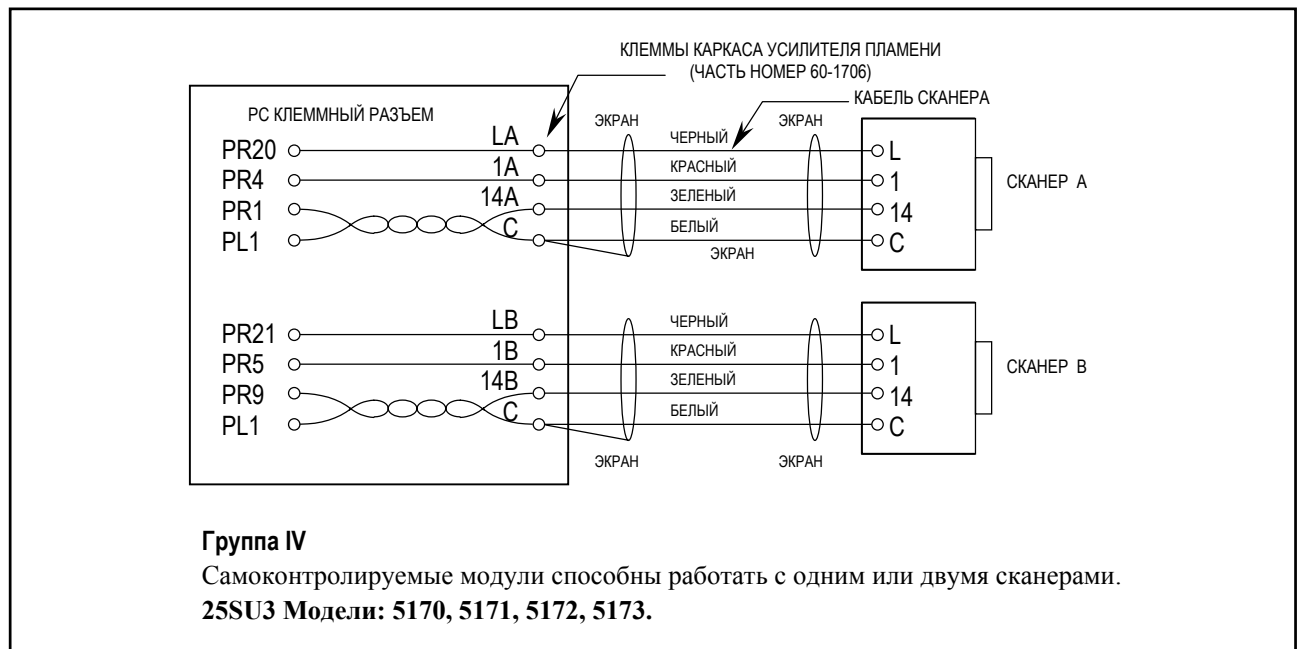 КЛЕММЫ КАРКАСА УСИЛИТЕЛЯ ПЛАМЕНИ
(ЧАСТЬ НОМЕР 60-1706)
КАБЕЛЬ СКАНЕРА
PC КЛЕММНЫЙ РАЗЪЕМ
ЭКРАН
ЭКРАН
PR20
LA
ЧЕРНЫЙ
L
PR4
1A
КРАСНЫЙ
1
СКАНЕР А
PR1
14A
ЗЕЛЕНЫЙ
14
PL1
C
БЕЛЫЙ
C
ЭКРАН
PR21
LB
ЧЕРНЫЙ
L
PR5
1B
КРАСНЫЙ
1
СКАНЕР В
PR9
14B
ЗЕЛЕНЫЙ
14
PL1
C
БЕЛЫЙ
C
ЭКРАН
ЭКРАН
Группа IV
Самоконтролируемые модули способны работать с одним или двумя сканерами.
25SU3 Модели: 5170, 5171, 5172, 5173.